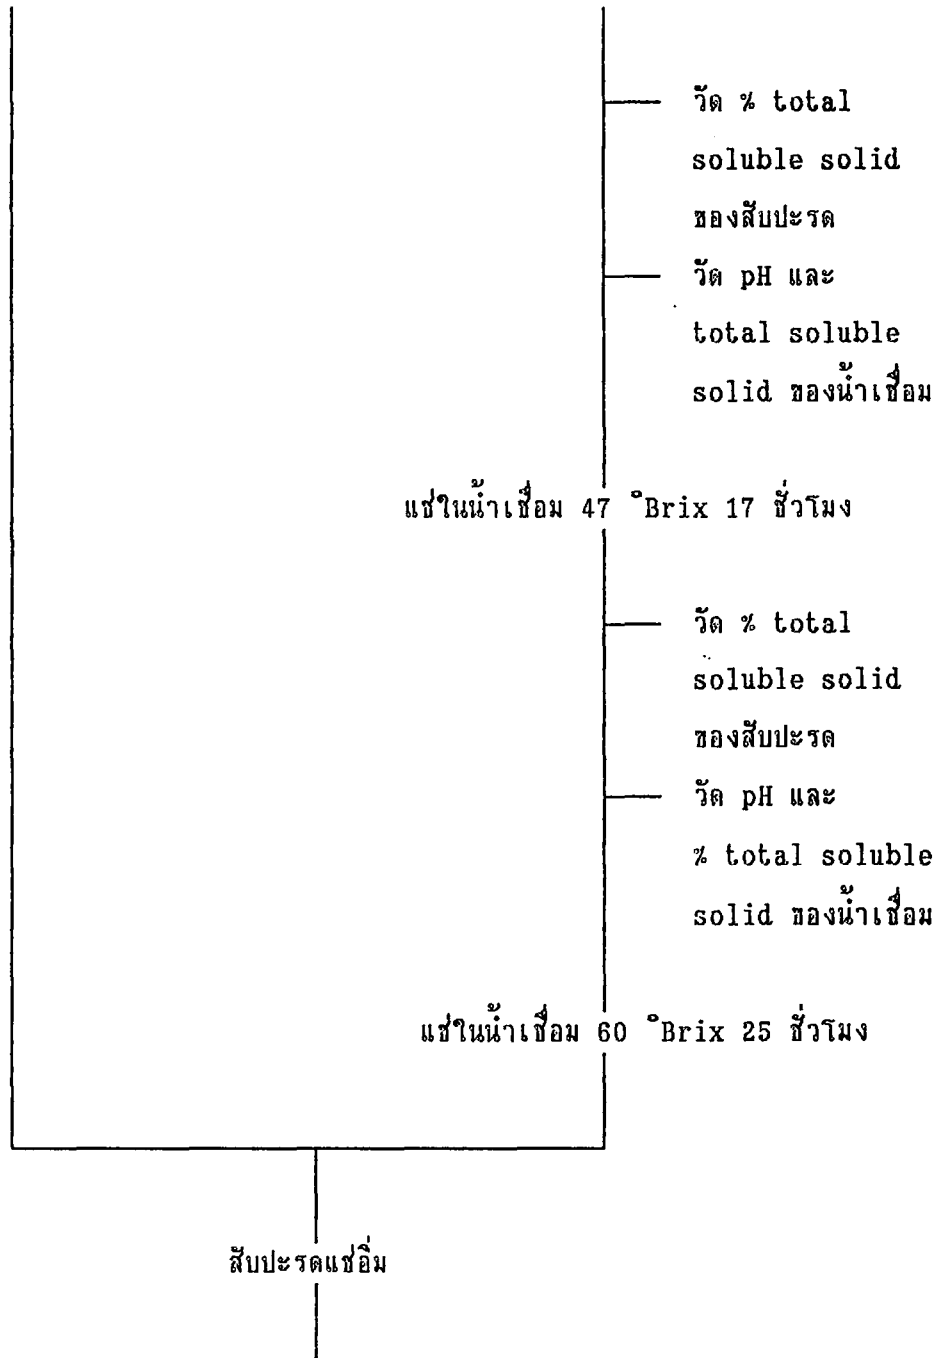 วัด % total
soluble solid
ของสับปะรด
วัด pH และ
total soluble
solid ของน้ำเชื่อม
แช่ในน้ำเชื่อม 47 °Brix 17 ชั่วโมง
วัด % total
soluble solid
ของสับปะรด
วัด pH และ
% total soluble
solid ของน้ำเชื่อม
แช่ในน้ำเชื่อม 60 °Brix 25 ชั่วโมง
สับปะรดแช่อิ่ม